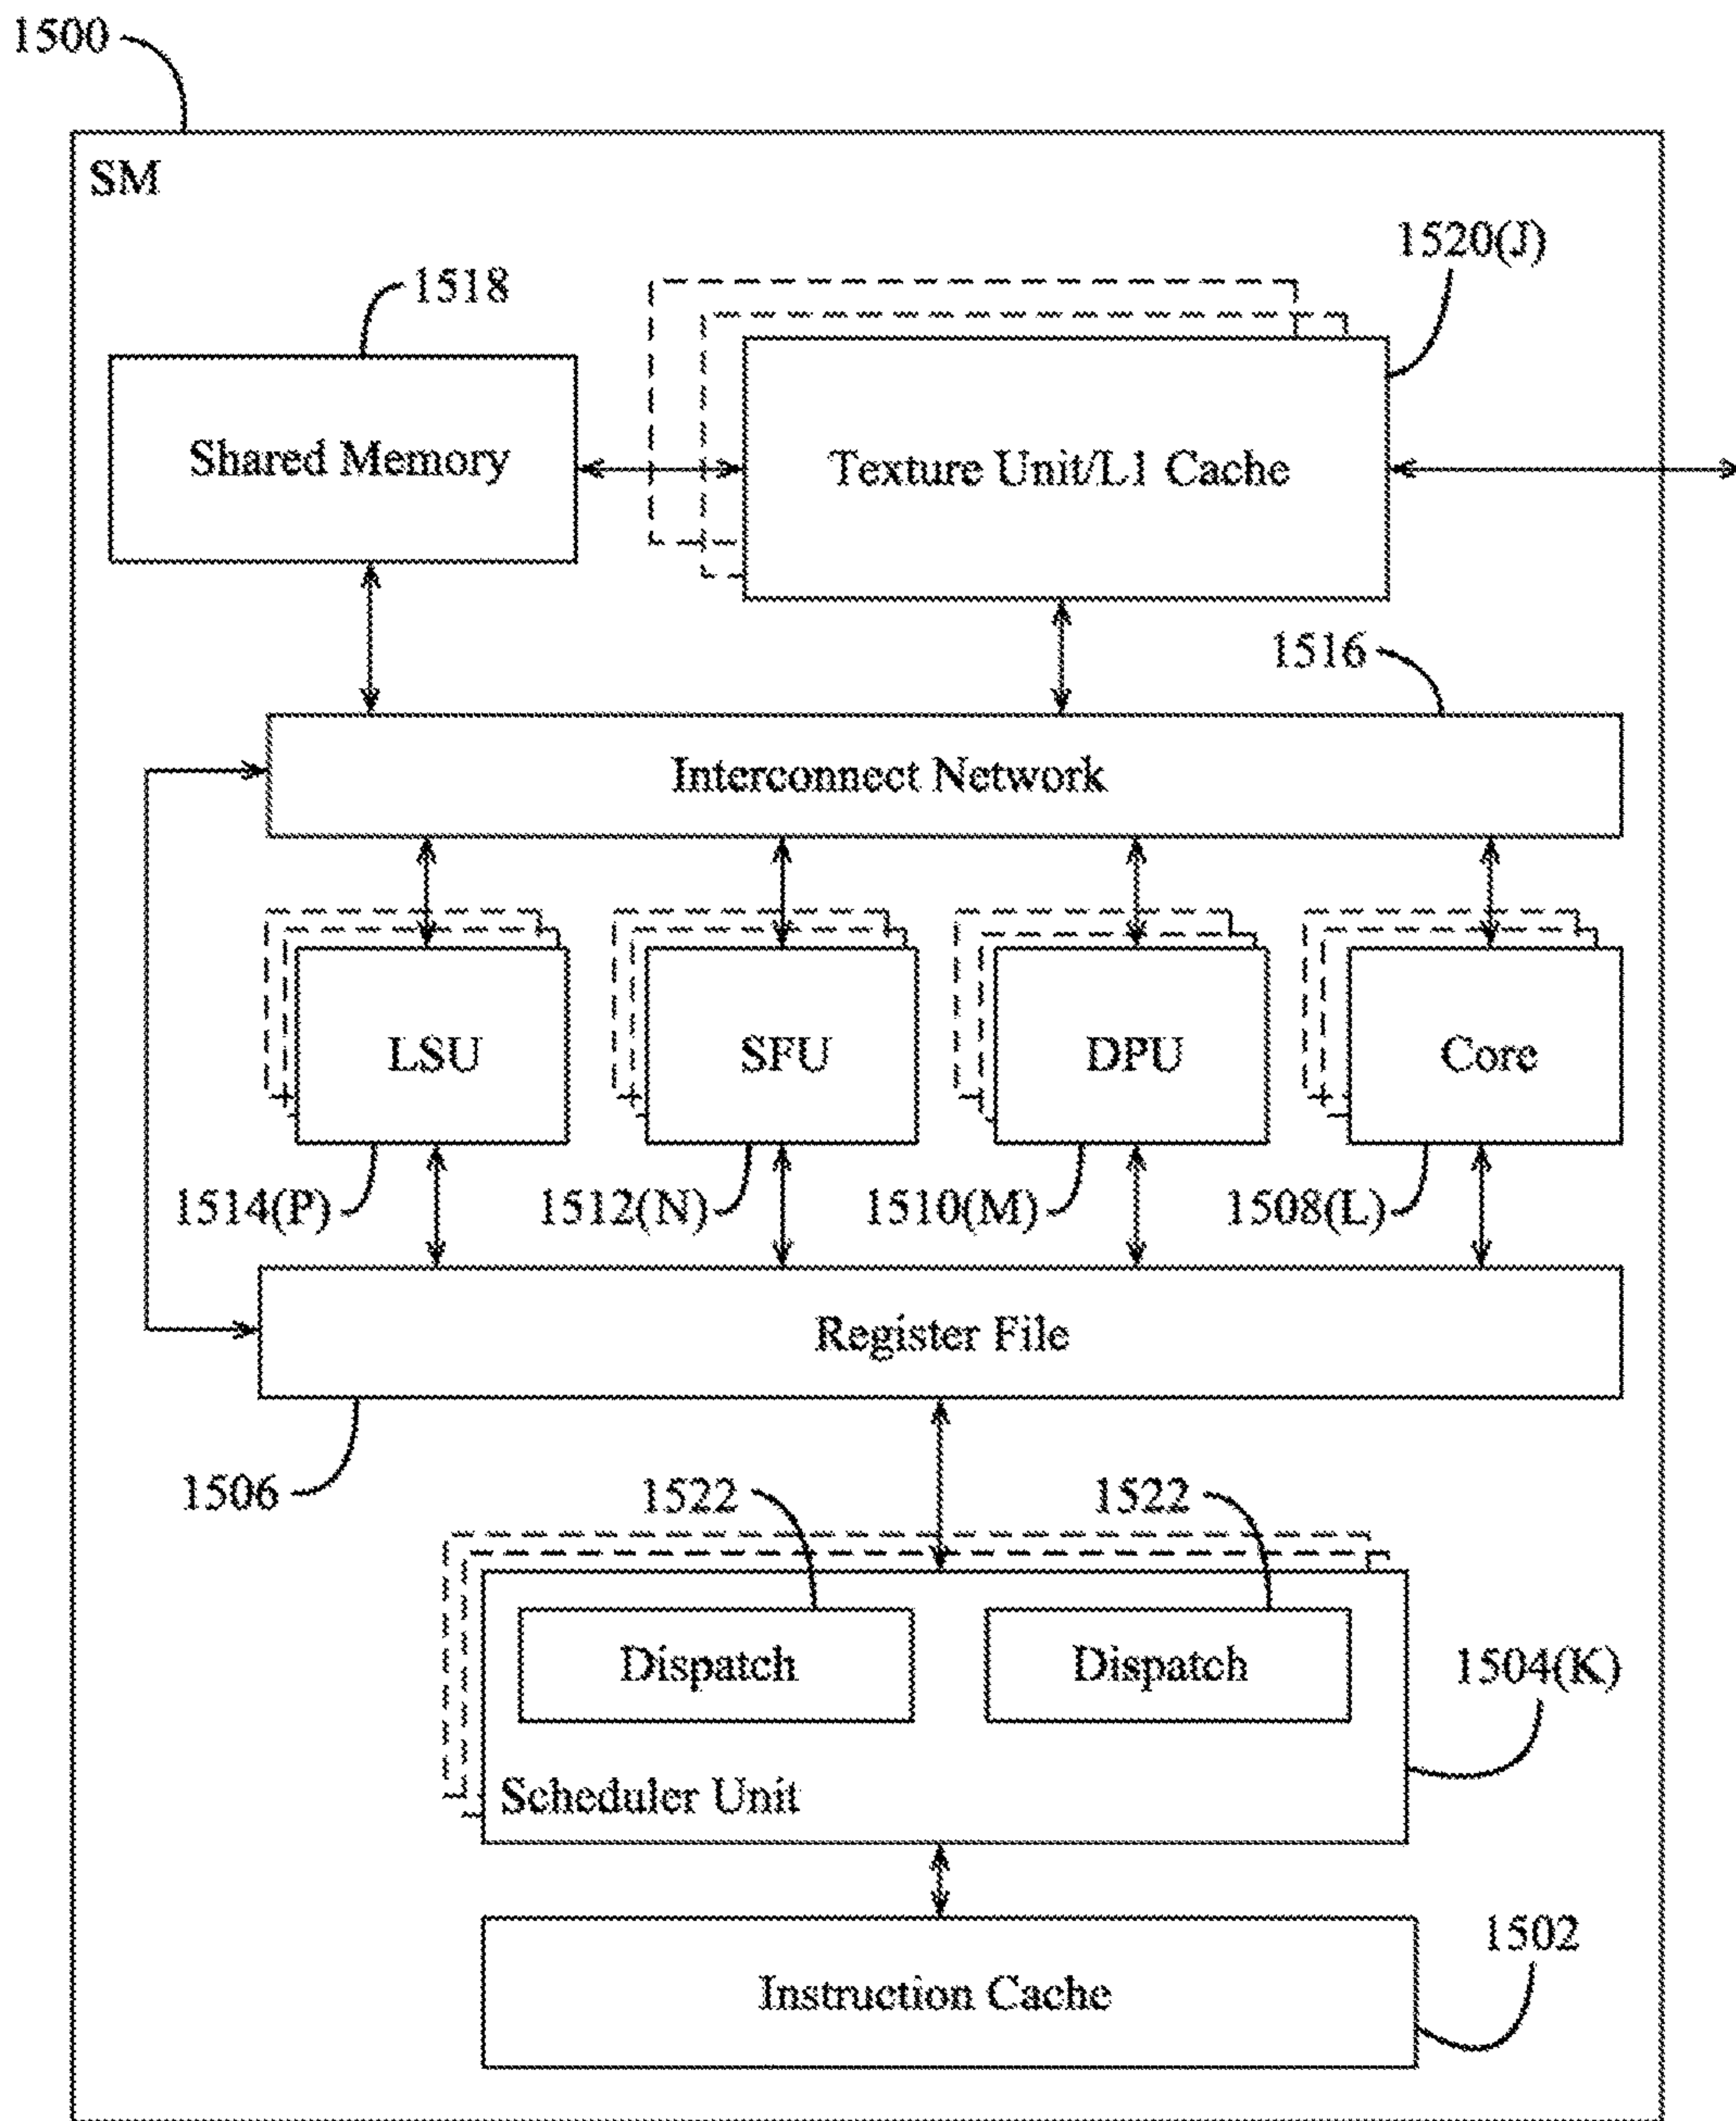 1500
SM
1520(J)
1518
Shared Memory
Texture Unit/L1 Cache
1516
Interconnect Network
LSU
SFU
DPU
Core
1514(P)
1512(N)
1510(M)
1508(L)
Register File
1506
1522
1522
Dispatch
Dispatch
1504(K)
Scheduler Unit
1502
Instruction Cache